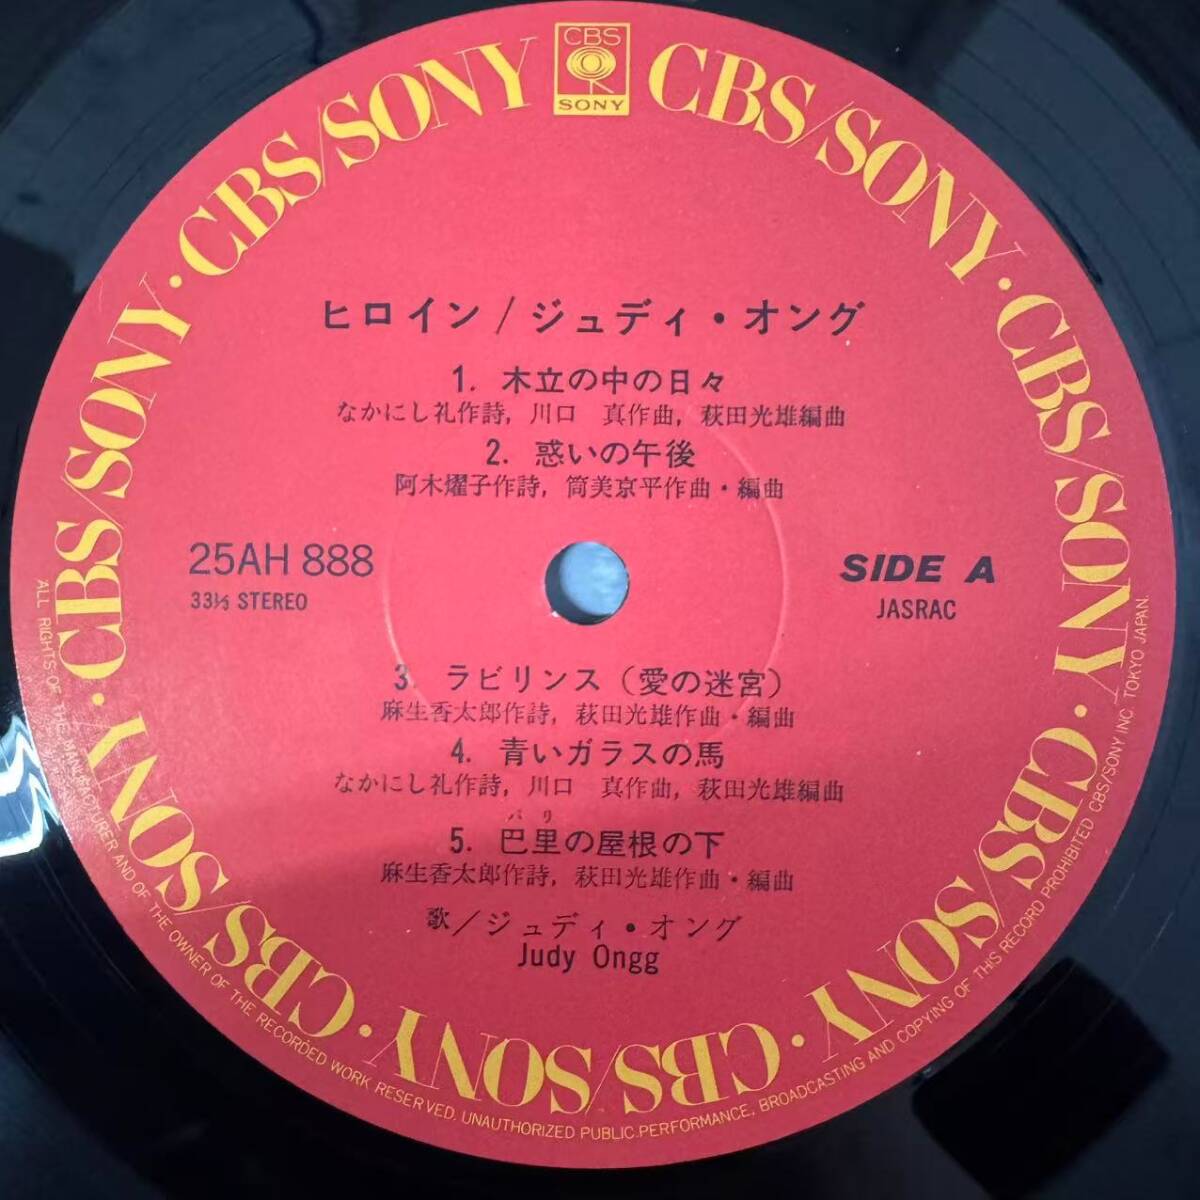 CBS
SONY
CBS/SONY · CBS/SONY · CBS/SONY · CBS/SONY · CBS/SONY · CBS/SONY · CBS/SONY · CBS/SONY
ヒロイン/ジュディ・オング
1. 木立の中の日々
なかにし礼作詩, 川口 真作曲, 萩田光雄編曲
2. 惑いの午後
阿木燿子作詩, 筒美京平作曲・編曲
25AH 888
33⅓ STEREO
SIDE A
JASRAC
3. ラビリンス(愛の迷宮)
麻生香太郎作詩, 萩田光雄作曲・編曲
4. 青いガラスの馬
なかにし礼作詩, 川口 真作曲, 萩田光雄編曲
パリ
5. 巴里の屋根の下
麻生香太郎作詩, 萩田光雄作曲・編曲
歌/ジュディ・オング
Judy Ongg
ALL RIGHTS OF THE MANUFACTURER AND OF THE OWNER OF THE RECORDED WORK RESERVED. UNAUTHORIZED PUBLIC.PERFORMANCE, BROADCASTING AND COPYING OF THIS RECORD PROHIBITED CBS/SONY INC TOKYO JAPAN.